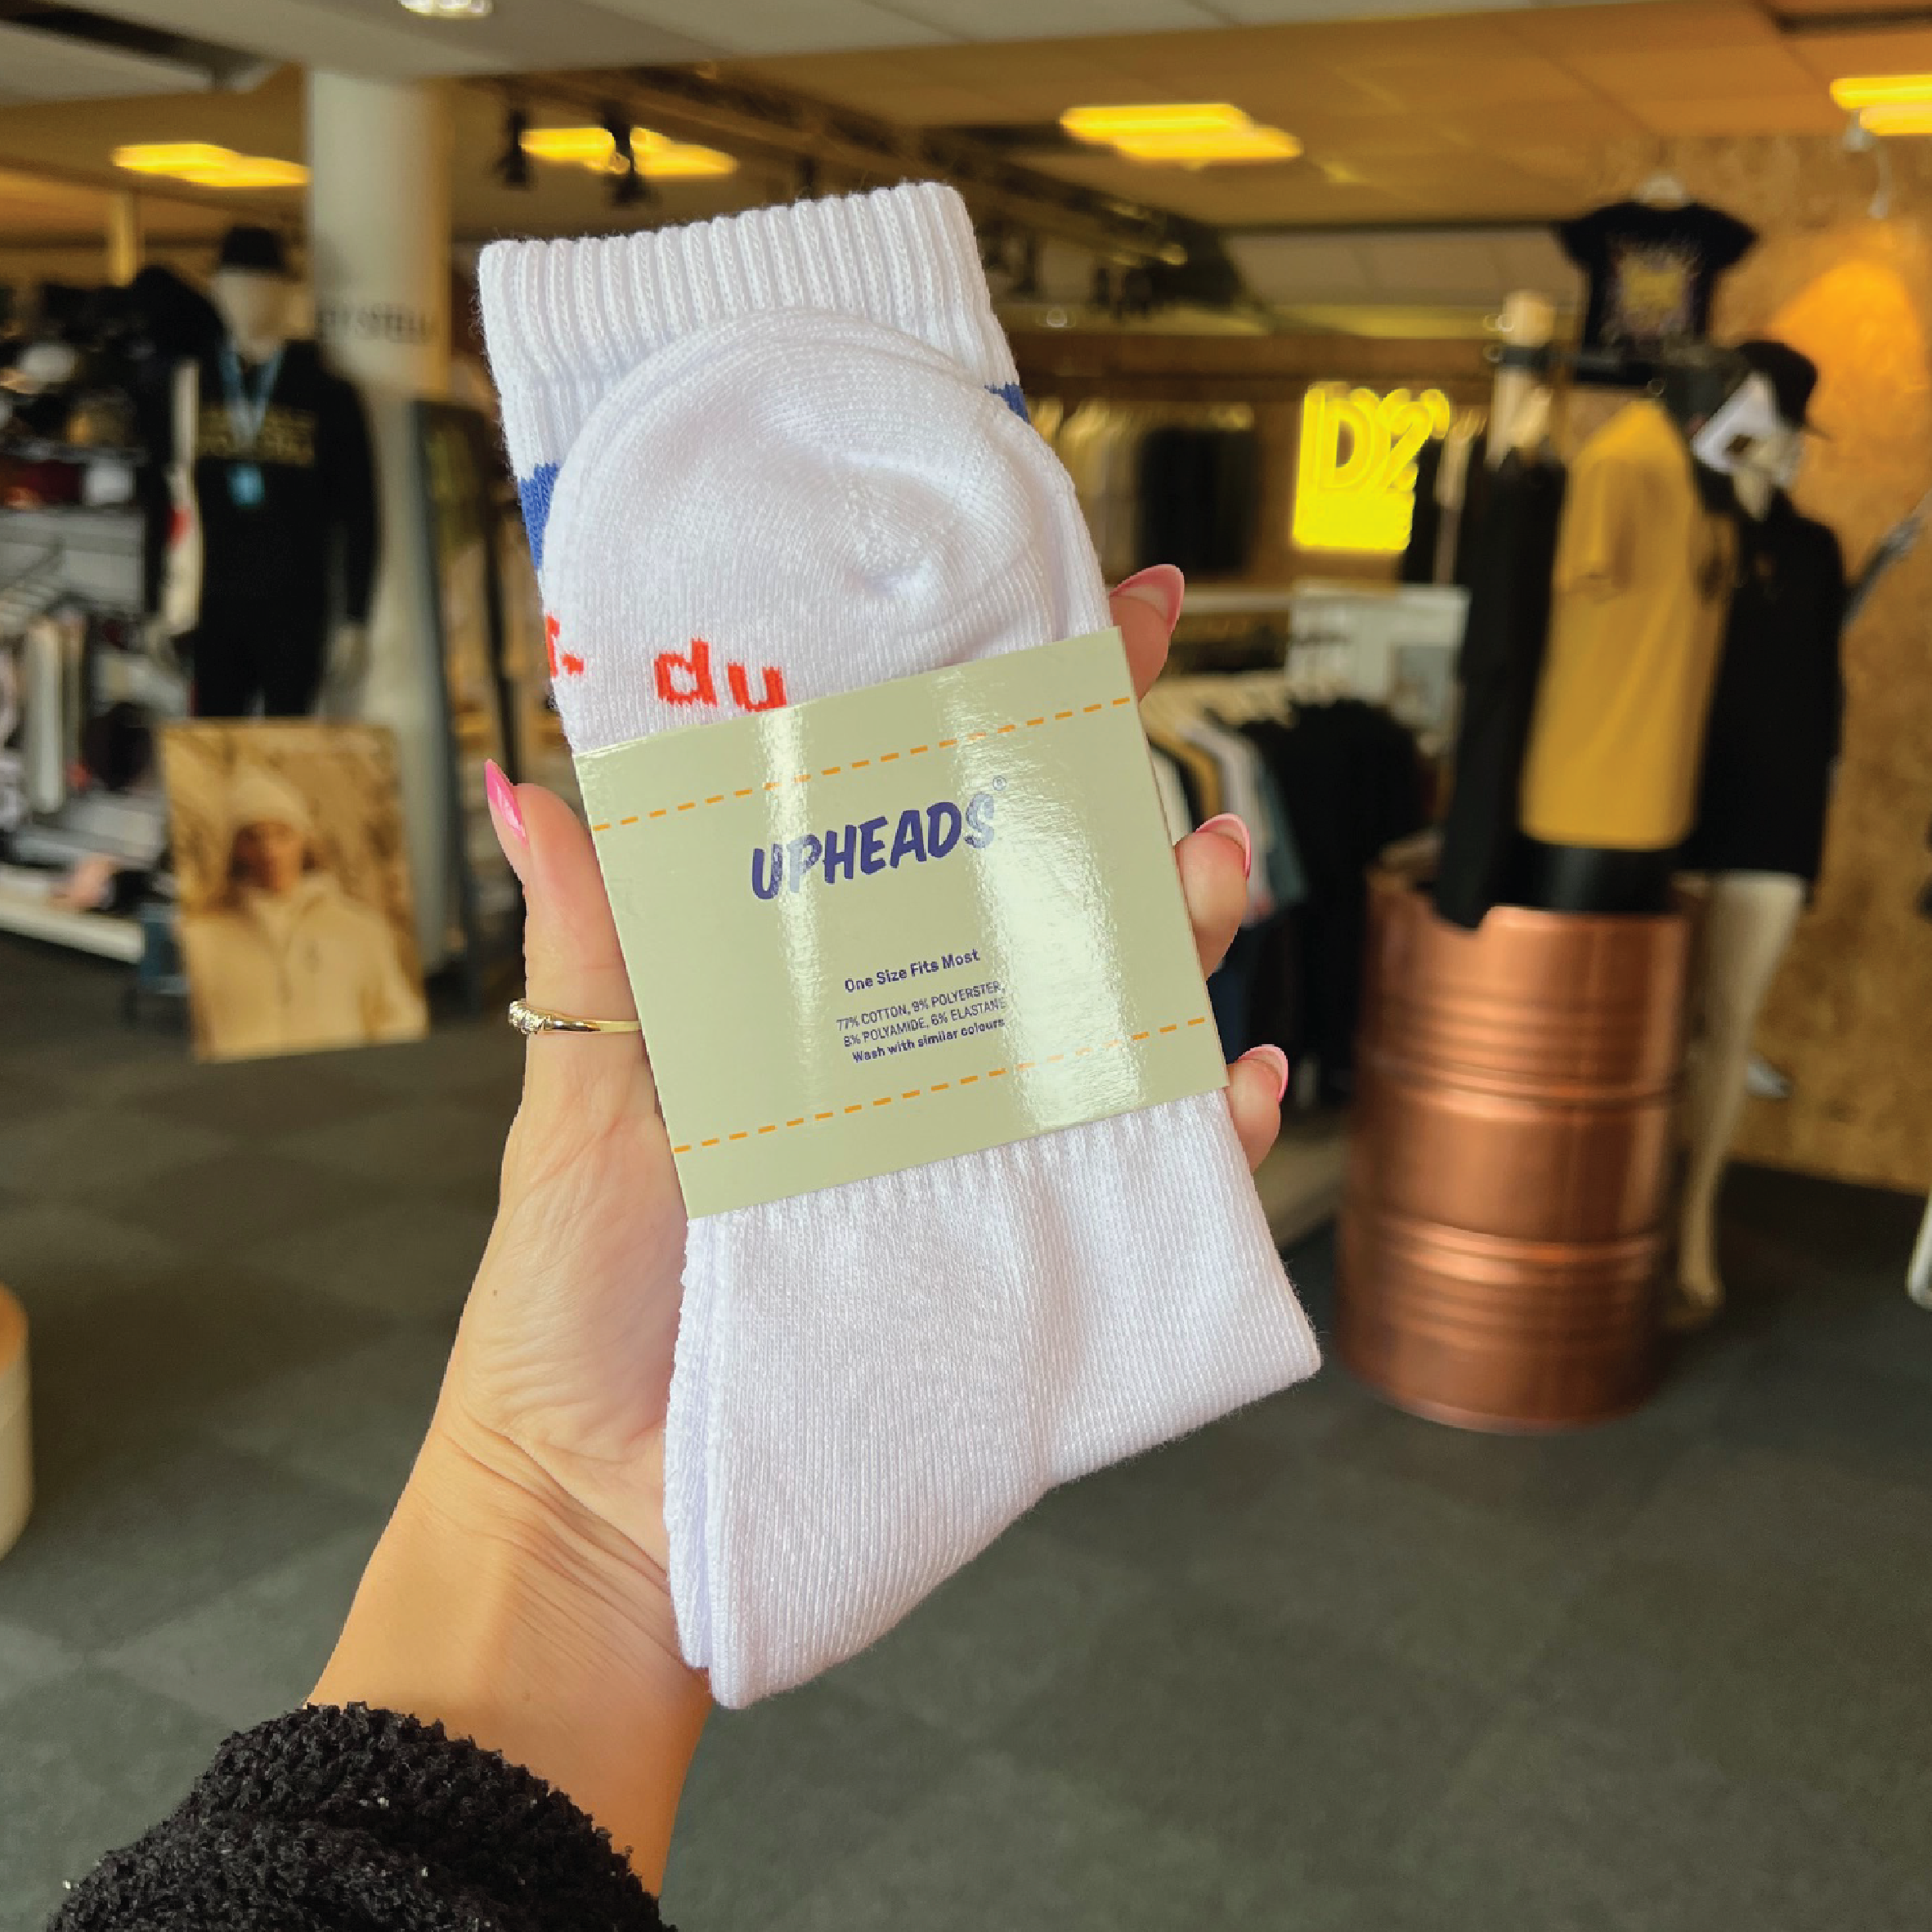 du
UPHEADS®
One Size Fits Most
77% COTTON, 9% POLYERSTER,
8% POLYAMIDE, 6% ELASTANE
Wash with similar colours
D2